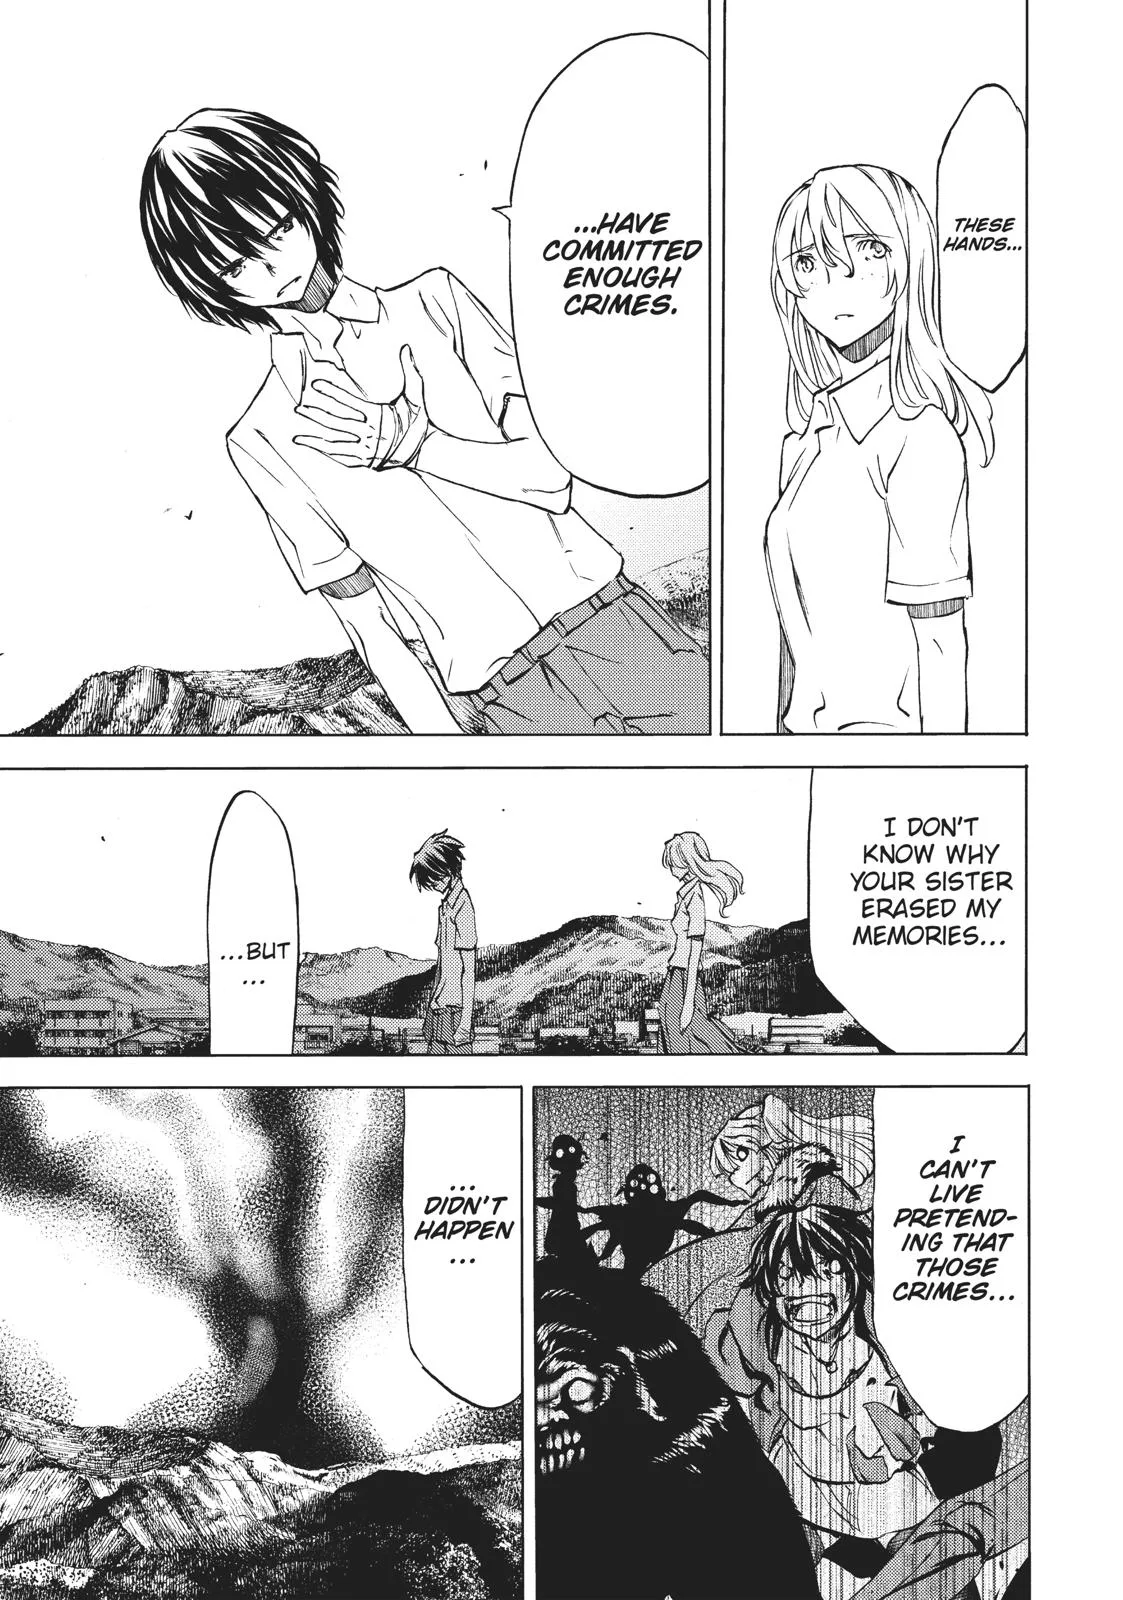 THESE
HANDS...
...HAVE
COMMITTED
ENOUGH
CRIMES.
I DON'T
KNOW WHY
YOUR SISTER
ERASED MY
MEMORIES...
...BUT
...
I
CAN'T
LIVE
PRETEND-
ING THAT
THOSE
CRIMES...
...
DIDN'T
HAPPEN
...